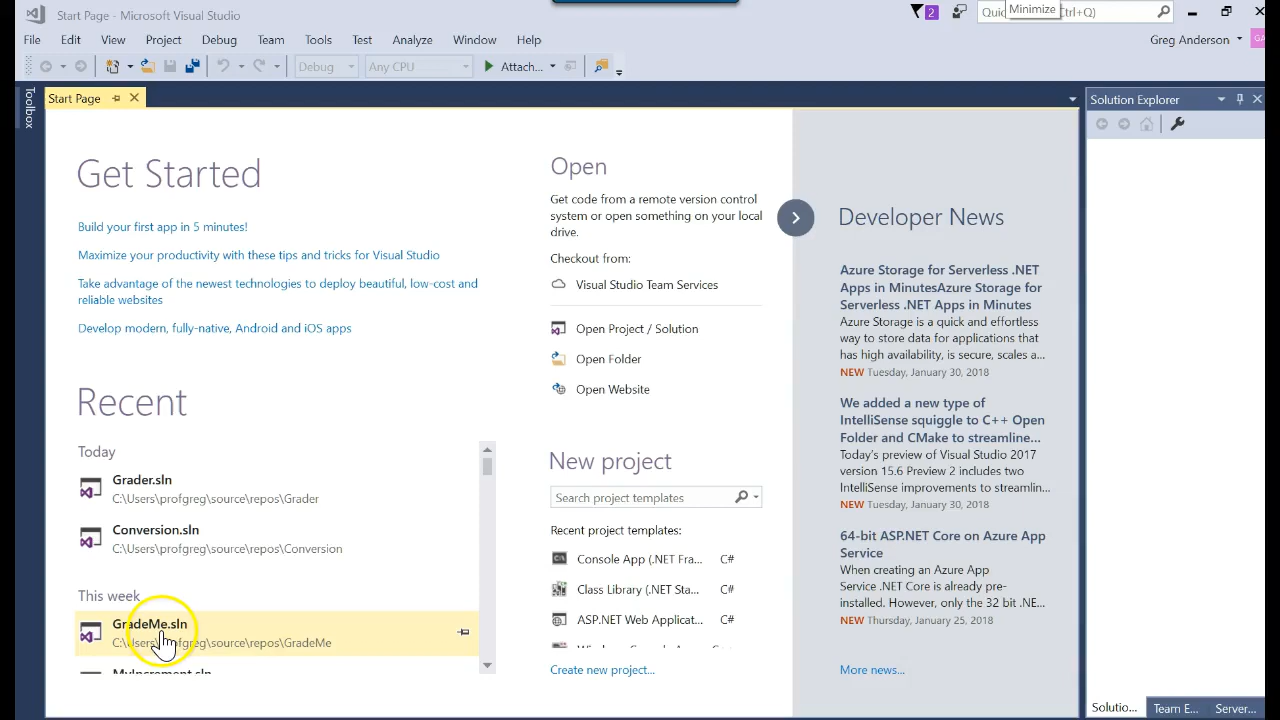 Start Page - Microsoft Visual Studio
2
Minimize
File Edit View Project Debug Team Tools Test Analyze Window Help
Greg Anderson
GA
Debug Any CPU Attach...
Toolbox
Start Page
Solution Explorer
Get Started
Build your first app in 5 minutes!
Maximize your productivity with these tips and tricks for Visual Studio
Take advantage of the newest technologies to deploy beautiful, low-cost and
reliable websites
Develop modern, fully-native, Android and iOS apps
Recent
Today
Grader.sln
C:\Users\profgreg\source\repos\Grader
Conversion.sln
C:\Users\profgreg\source\repos\Conversion
This week
GradeMe.sln
C:\Users\profgreg\source\repos\GradeMe
MyIncrement.sln
Open
Get code from a remote version control
system or open something on your local
drive.
Checkout from:
Visual Studio Team Services
Open Project / Solution
Open Folder
Open Website
New project
Search project templates
Recent project templates:
Console App (.NET Fra... C#
Class Library (.NET Sta... C#
ASP.NET Web Applicat... C#
Create new project...
Developer News
Azure Storage for Serverless .NET
Apps in MinutesAzure Storage for
Serverless .NET Apps in Minutes
Azure Storage is a quick and effortless
way to store data for applications that
have high availability, is secure, scales a...
NEW Tuesday, January 30, 2018
We added a new type of
IntelliSense squiggle to C++ Open
Folder and CMake to streamline...
Today's preview of Visual Studio 2017
version 15.6 Preview 2 includes two
IntelliSense improvements to streamlin...
NEW Tuesday, January 30, 2018
64-bit ASP.NET Core on Azure App
Service
When creating an Azure App
Service .NET Core is already pre-
installed. However, only the 32 bit .NE...
NEW Thursday, January 25, 2018
More news...
Solutio... Team E... Server...